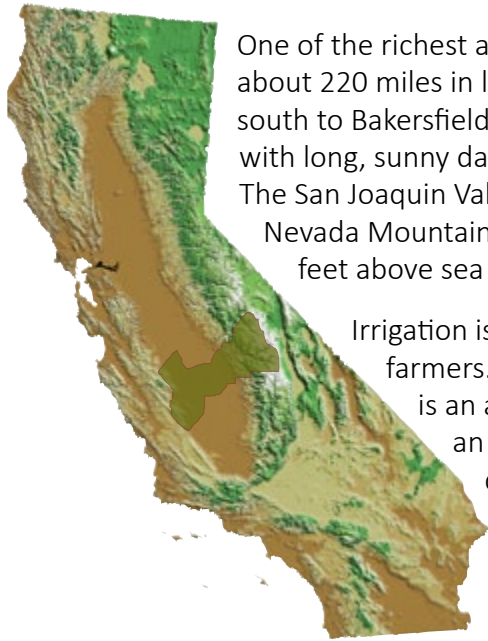 One of the richest a
about 220 miles in l
south to Bakersfield
with long, sunny da
The San Joaquin Val
Nevada Mountain
feet above sea
Irrigation is
farmers.
is an a
an